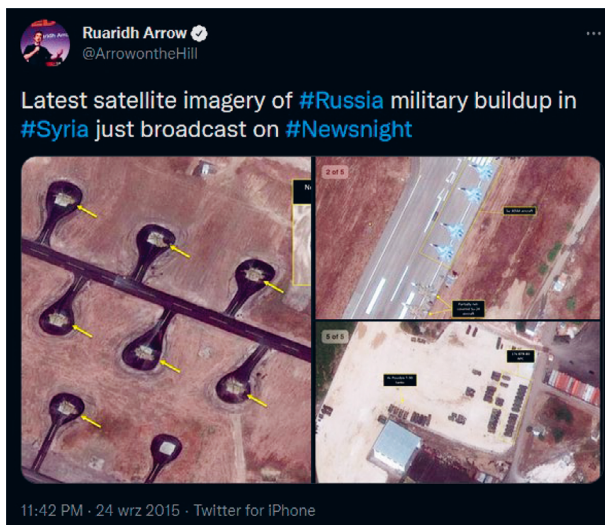 Ruaridh Arrow
@ArrowontheHill
Latest satellite imagery of #Russia military buildup in
#Syria just broadcast on #Newsnight
2 of 5
5 of 5
11:42 PM · 24 wrz 2015 · Twitter for iPhone